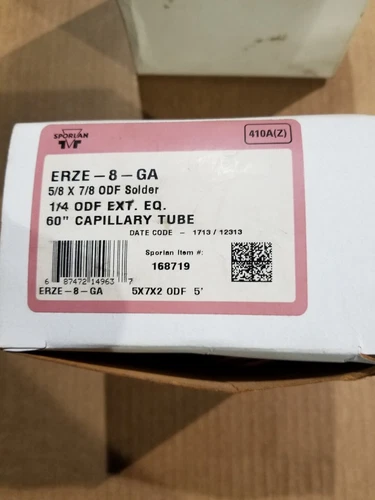 SPORLAN
410A(Z)
ERZE-8-GA
5/8 X 7/8 ODF Solder
1/4 ODF EXT. EQ.
60" CAPILLARY TUBE
DATE CODE - 1713 / 12313
Sporlan Item #:
168719
6 87472 14963 7
ERZE-8-GA 5X7X2 ODF 5'